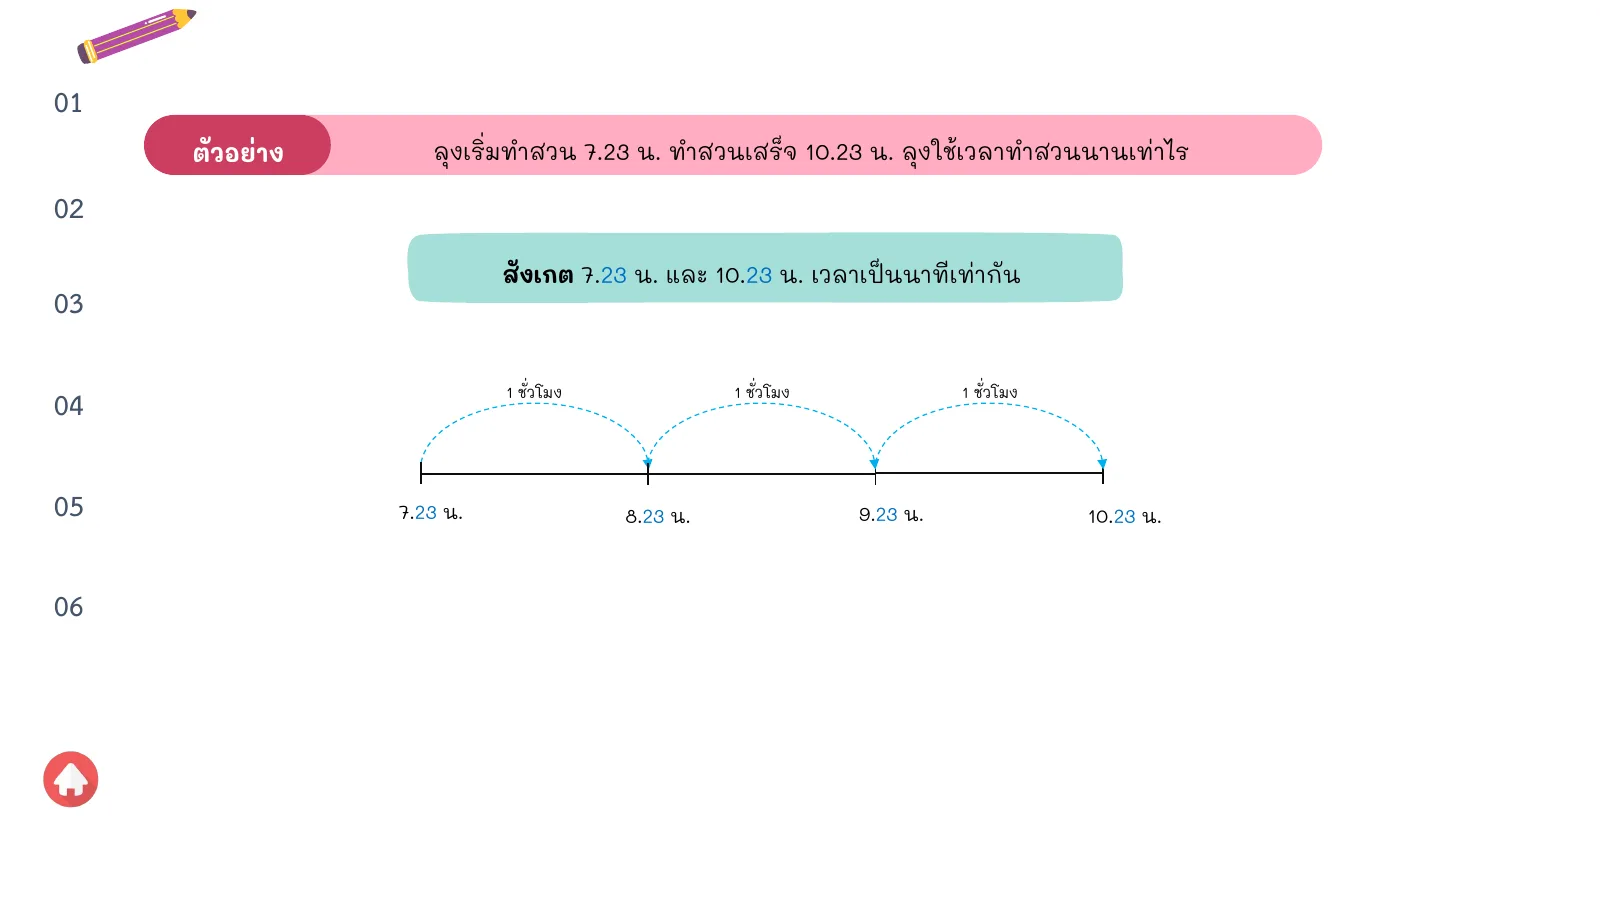 01
ตัวอย่าง ลุงเริ่มทำสวน 7.23 น. ทำสวนเสร็จ 10.23 น. ลุงใช้เวลาทำสวนนานเท่าไร
02
สังเกต 7.23 น. และ 10.23 น. เวลาเป็นนาทีเท่ากัน
03
1 ชั่วโมง 1 ชั่วโมง 1 ชั่วโมง
04
7.23 น. 8.23 น. 9.23 น. 10.23 น.
05
06